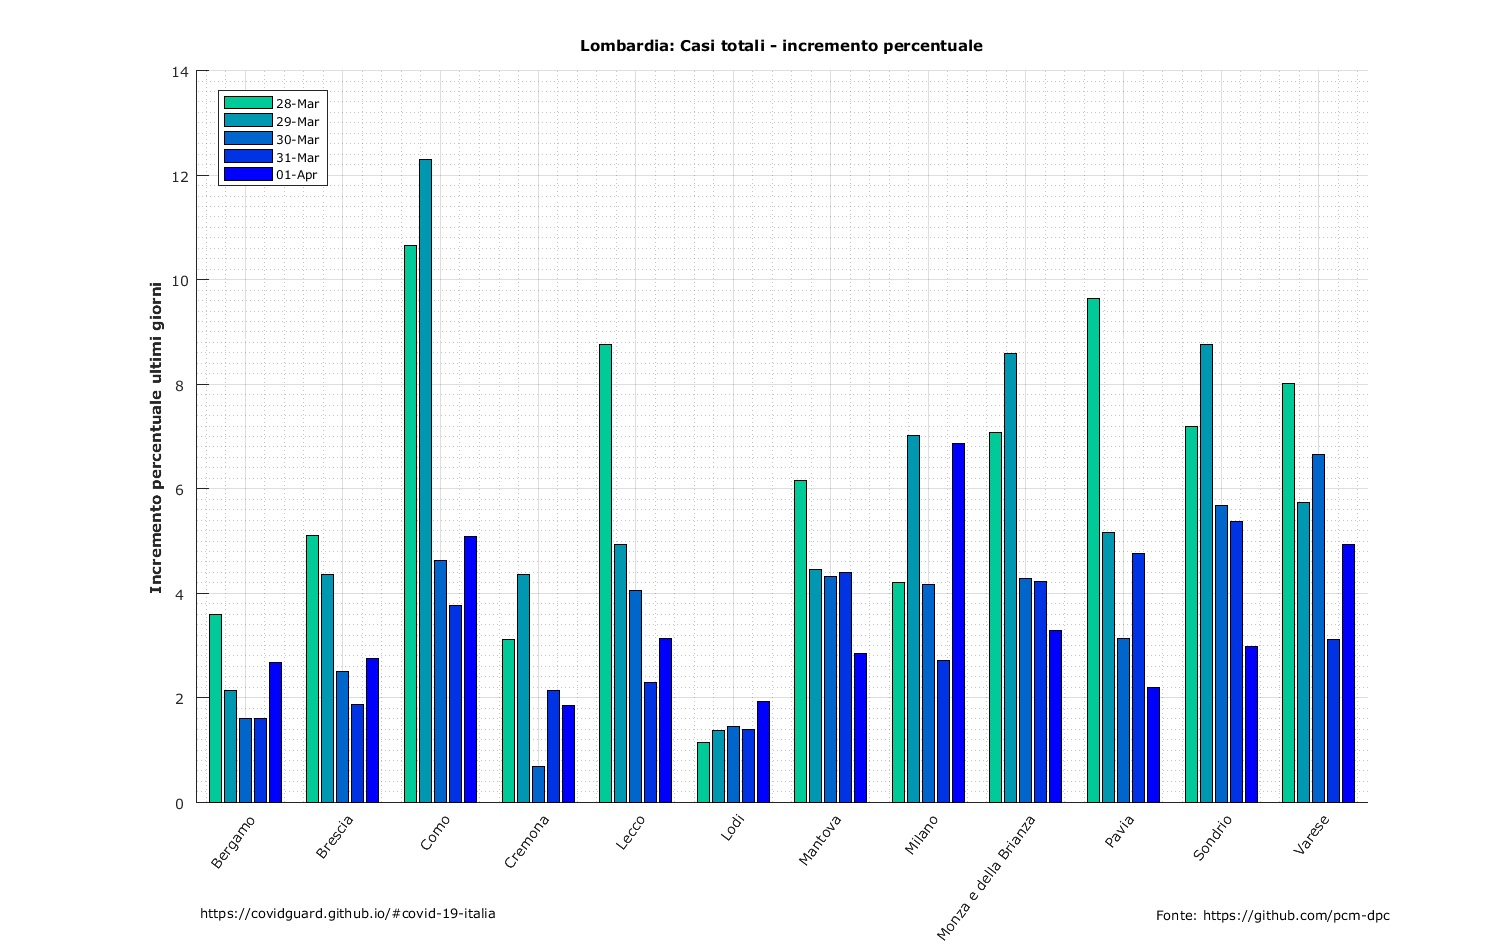 Lombardia: Casi totali - incremento percentuale
14
12
10
8
6
4
2
0
Incremento percentuale ultimi giorni
28-Mar
29-Mar
30-Mar
31-Mar
01-Apr
Bergamo
Brescia
Como
Cremona
Lecco
Lodi
Mantova
Milano
Monza e della Brianza
Pavia
Sondrio
Varese
https://covidguard.github.io/#covid-19-italia
Fonte: https://github.com/pcm-dpc